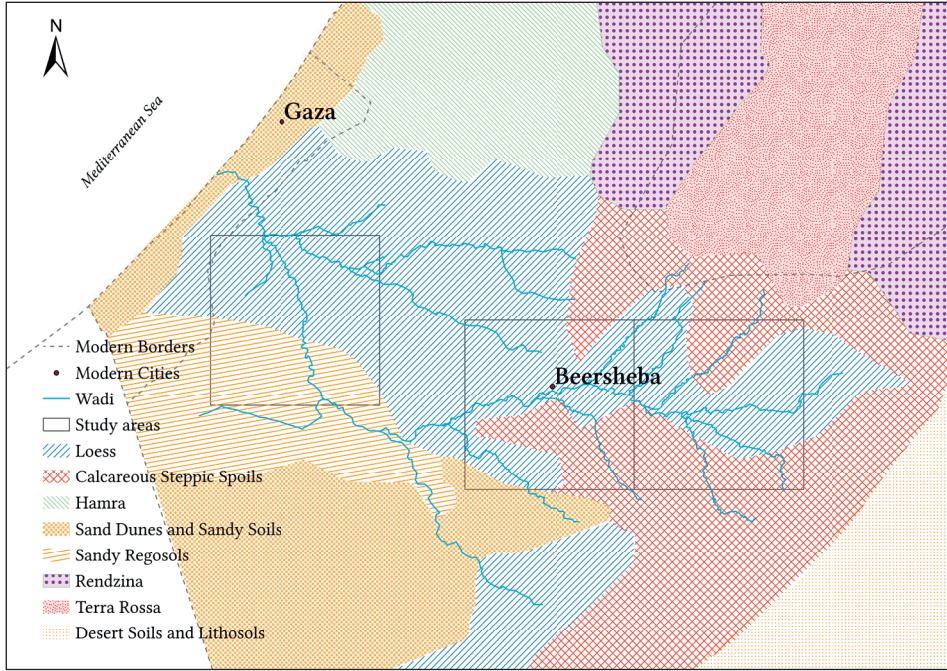 N
Mediterranean Sea
Gaza
Beersheba
Modern Borders
Modern Cities
Wadi
Study areas
Loess
Calcareous Steppic Spoils
Hamra
Sand Dunes and Sandy Soils
Sandy Regosols
Rendzina
Terra Rossa
Desert Soils and Lithosols